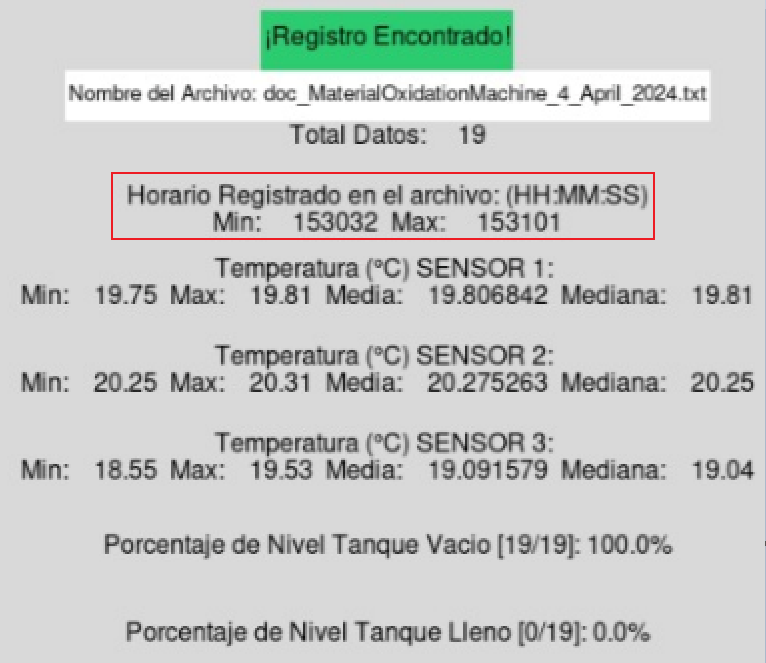 ¡Registro Encontrado!
Nombre del Archivo: doc_MaterialOxidationMachine_4_April_2024.txt
Total Datos: 19
Horario Registrado en el archivo: (HH:MM:SS)
Min: 153032 Max: 153101
Temperatura (°C) SENSOR 1:
Min: 19.75 Max: 19.81 Media: 19.806842 Mediana: 19.81
Temperatura (°C) SENSOR 2:
Min: 20.25 Max: 20.31 Media: 20.275263 Mediana: 20.25
Temperatura (°C) SENSOR 3:
Min: 18.55 Max: 19.53 Media: 19.091579 Mediana: 19.04
Porcentaje de Nivel Tanque Vacio [19/19]: 100.0%
Porcentaje de Nivel Tanque Lleno [0/19]: 0.0%